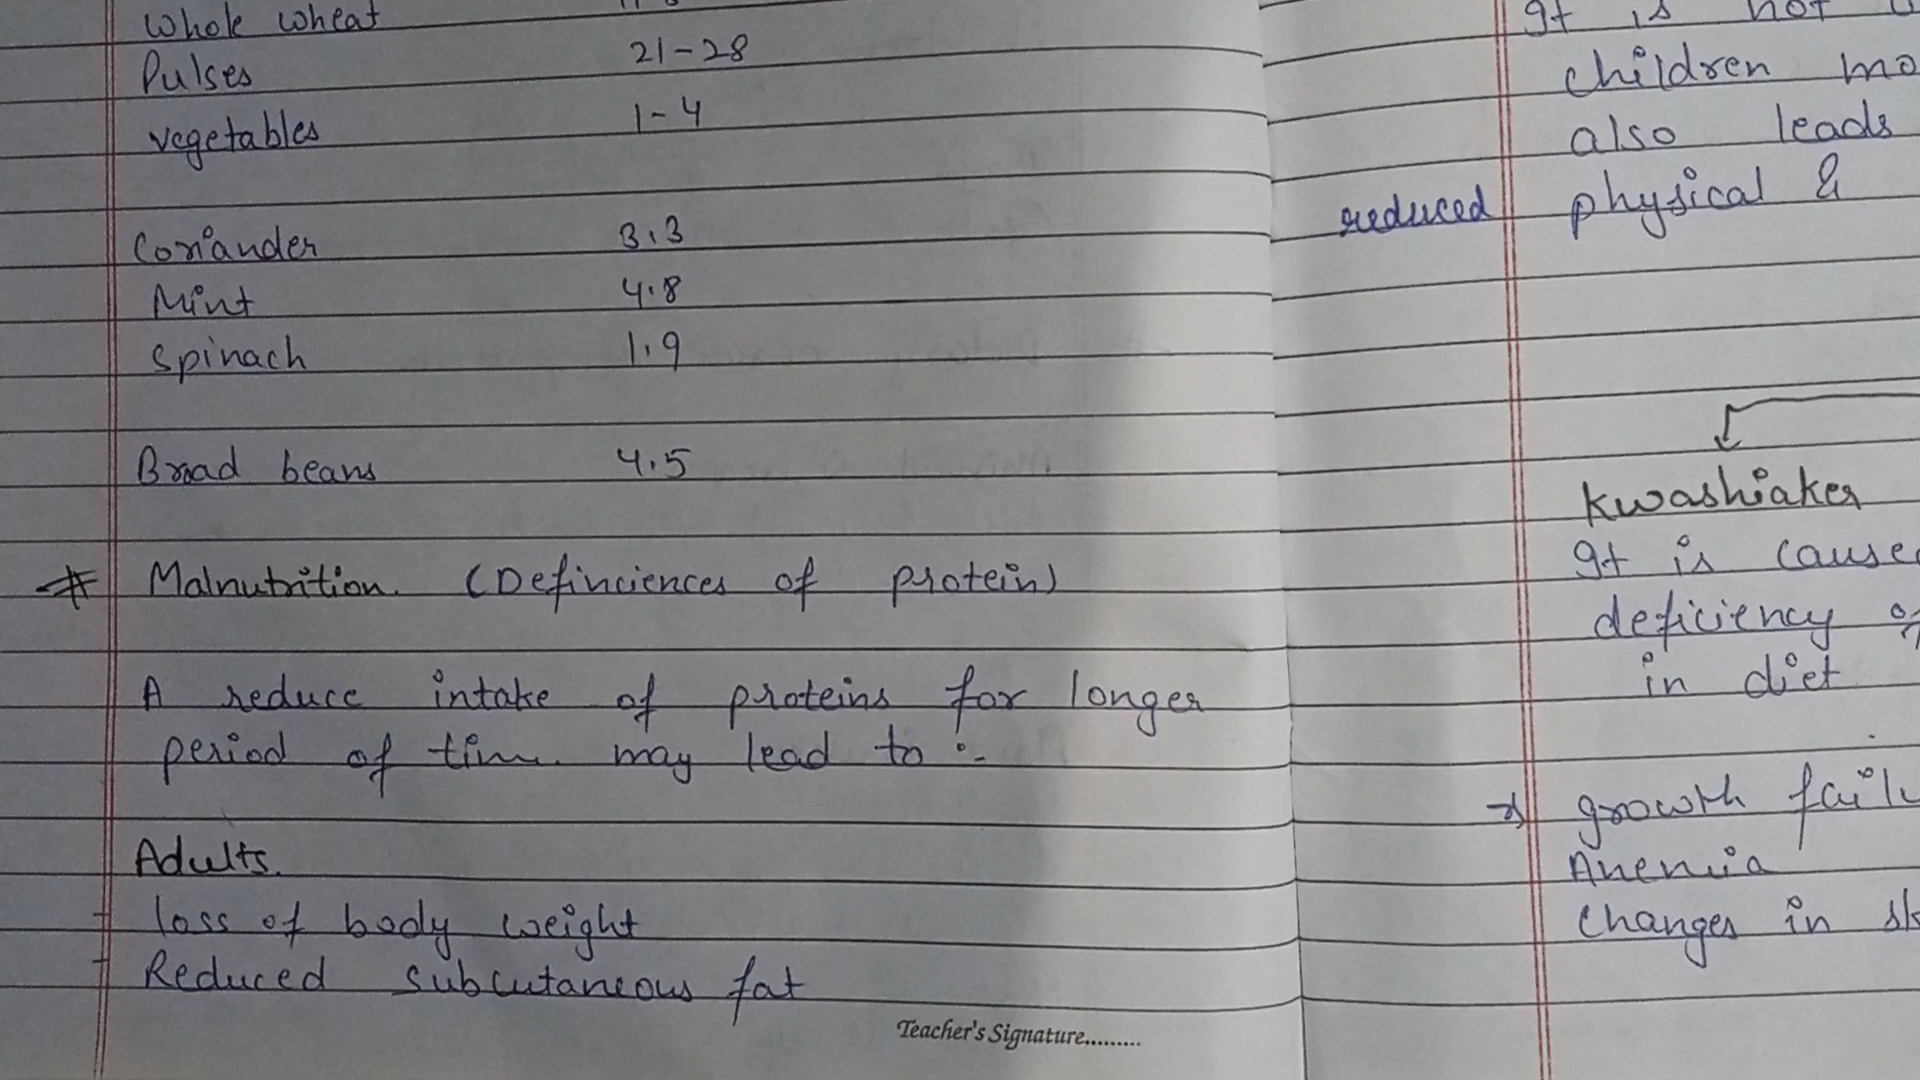 Whole wheat
Pulses 21-28
vegetables 1-4
Coriander 3.3
Mint 4.8
Spinach 1.9
Broad beans 4.5
# Malnutrition. (Definciences of protein)
A reduce intake of proteins for longer
period of time may lead to :-
Adults.
- loss of body weight
- Reduced subcutaneous fat
Teacher's Signature.........
It is not
children
also leads
reduced physical &
Kwashiaker
It is
deficiency
in diet
growth
Anemia
changes in